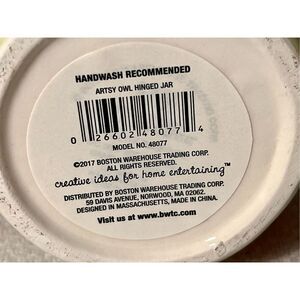 HANDWASH RECOMMENDED
ARTSY OWL HINGED JAR
0 26602 48077 4
MODEL NO. 48077
©2017 BOSTON WAREHOUSE TRADING CORP.
ALL RIGHTS RESERVED.
creative ideas for home entertaining™
DISTRIBUTED BY BOSTON WAREHOUSE TRADING CORP.
59 DAVIS AVENUE, NORWOOD, MA 02062.
DESIGNED IN MASSACHUSETTS, MADE IN CHINA.
Visit us at www.bwtc.com